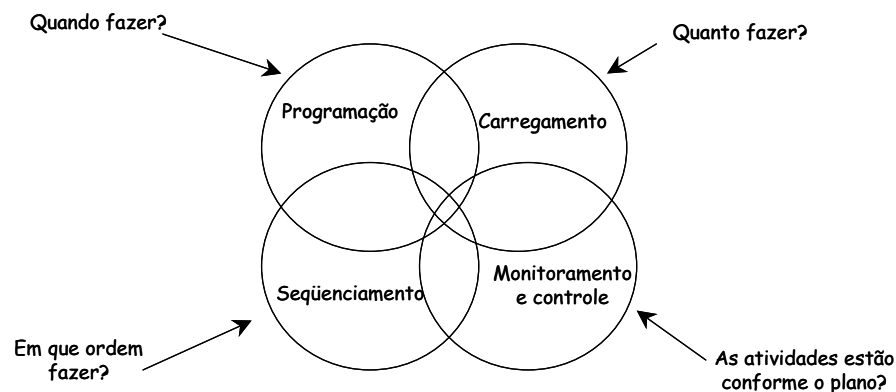 Quando fazer?
Quanto fazer?
Programação
Carregamento
Seqüenciamento
Monitoramento
e controle
Em que ordem
fazer?
As atividades estão
conforme o plano?